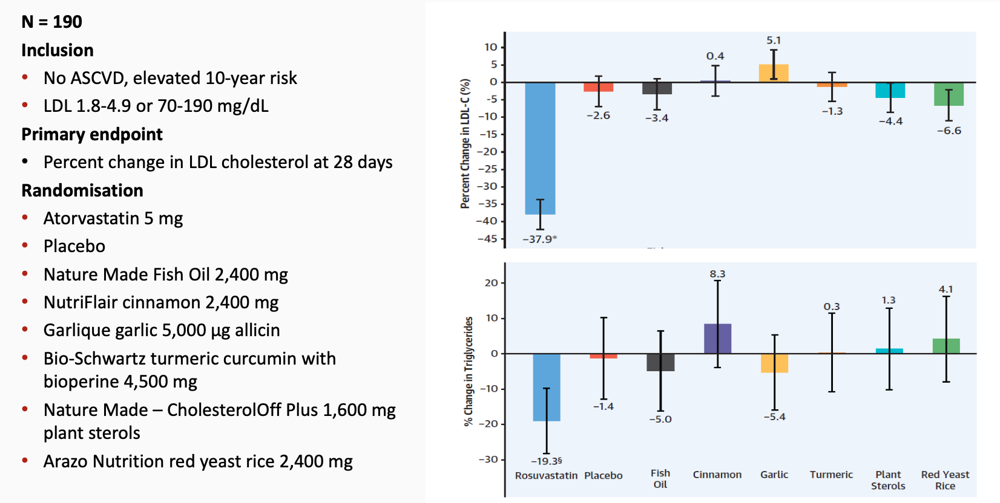 N = 190
Inclusion
• No ASCVD, elevated 10-year risk
• LDL 1.8-4.9 or 70-190 mg/dL
Primary endpoint
• Percent change in LDL cholesterol at 28 days
Randomisation
• Atorvastatin 5 mg
• Placebo
• Nature Made Fish Oil 2,400 mg
• NutriFlair cinnamon 2,400 mg
• Garlique garlic 5,000 µg allicin
• Bio-Schwartz turmeric curcumin with
bioperine 4,500 mg
• Nature Made – CholesterolOff Plus 1,600 mg
plant sterols
• Arazo Nutrition red yeast rice 2,400 mg
Percent Change in LDL-C (%)
10
5
0
-5
-10
-15
-20
-25
-30
-35
-40
-45
-37.9*
-2.6
-3.4
0.4
5.1
-1.3
-4.4
-6.6
% Change in Triglycerides
20
10
0
-10
-20
-30
-19.3§
-1.4
-5.0
8.3
-5.4
0.3
1.3
4.1
Rosuvastatin
Placebo
Fish
Oil
Cinnamon
Garlic
Turmeric
Plant
Sterols
Red Yeast
Rice